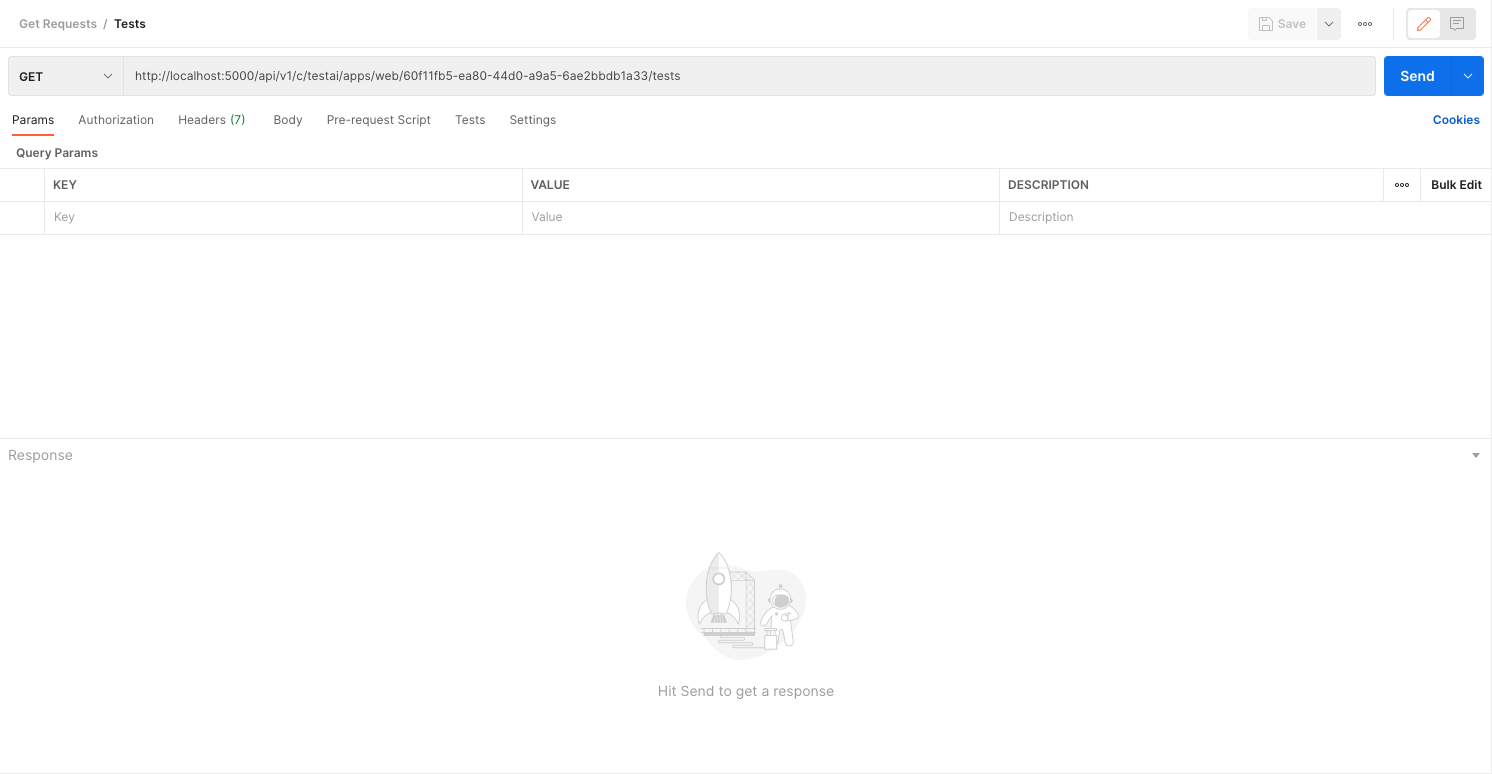 Get Requests / Tests
Save
GET
http://localhost:5000/api/v1/c/testai/apps/web/60f11fb5-ea80-44d0-a9a5-6ae2bbdb1a33/tests
Send
Params Authorization Headers (7) Body Pre-request Script Tests Settings Cookies
Query Params
KEY VALUE DESCRIPTION Bulk Edit
Key Value Description
Response
Hit Send to get a response